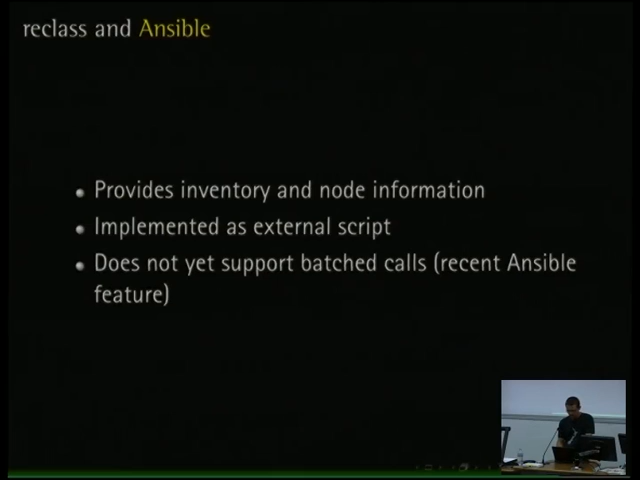 reclass and Ansible
Provides inventory and node information
Implemented as external script
Does not yet support batched calls (recent Ansible
feature)